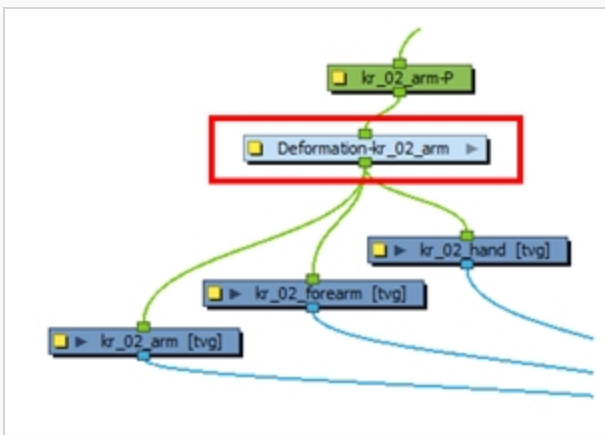 kr_02_arm-P
Deformation-kr_02_arm
kr_02_hand [tvg]
kr_02_forearm [tvg]
kr_02_arm [tvg]